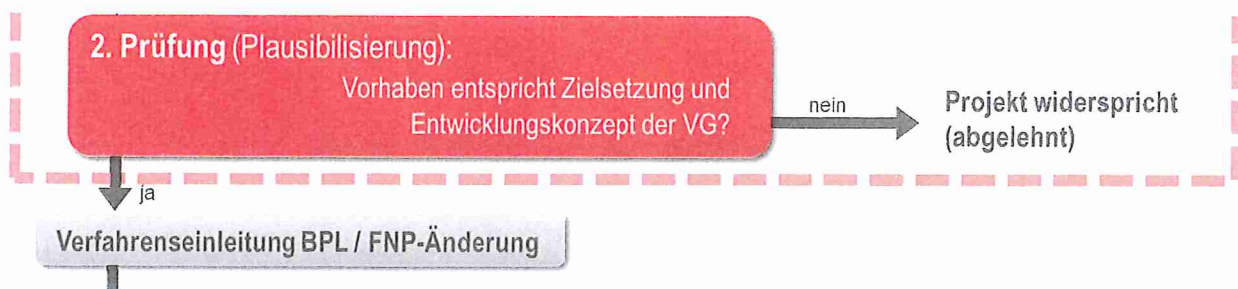 2. Prüfung (Plausibilisierung):
Vorhaben entspricht Zielsetzung und
Entwicklungskonzept der VG?
nein
Projekt widerspricht
(abgelehnt)
ja
Verfahrenseinleitung BPL / FNP-Änderung